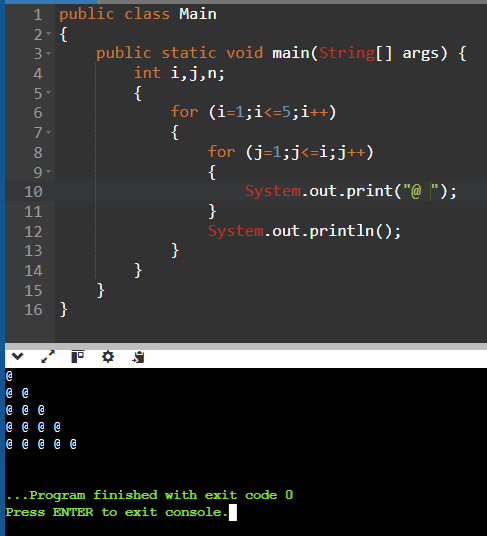 1 public class Main
2 {
3 public static void main(String[] args) {
4 int i,j,n;
5 {
6 for (i=1;i<=5;i++)
7 {
8 for (j=1;j<=i;j++)
9 {
10 System.out.print("@ ");
11 }
12 System.out.println();
13 }
14 }
15 }
16 }
@
@ @
@ @ @
@ @ @ @
@ @ @ @ @
...Program finished with exit code 0
Press ENTER to exit console.